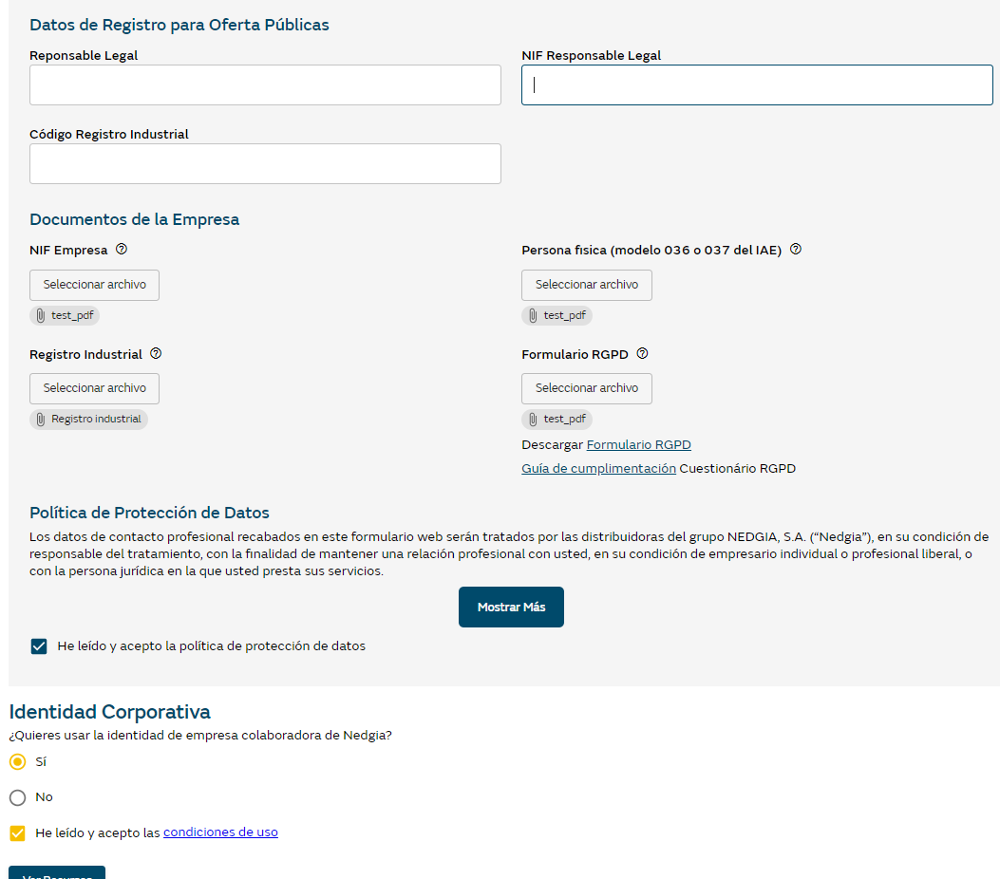 Datos de Registro para Oferta Públicas
Reponsable Legal
NIF Responsable Legal
Código Registro Industrial
Documentos de la Empresa
NIF Empresa
Persona fisica (modelo 036 o 037 del IAE)
Seleccionar archivo
Seleccionar archivo
test_pdf
test_pdf
Registro Industrial
Formulario RGPD
Seleccionar archivo
Seleccionar archivo
Registro industrial
test_pdf
Descargar Formulario RGPD
Guía de cumplimentación Cuestionário RGPD
Política de Protección de Datos
Los datos de contacto profesional recabados en este formulario web serán tratados por las distribuidoras del grupo NEDGIA, S.A. (“Nedgia”), en su condición de
responsable del tratamiento, con la finalidad de mantener una relación profesional con usted, en su condición de empresario individual o profesional liberal, o
con la persona jurídica en la que usted presta sus servicios.
Mostrar Más
He leído y acepto la política de protección de datos
Identidad Corporativa
¿Quieres usar la identidad de empresa colaboradora de Nedgia?
Sí
No
He leído y acepto las condiciones de uso